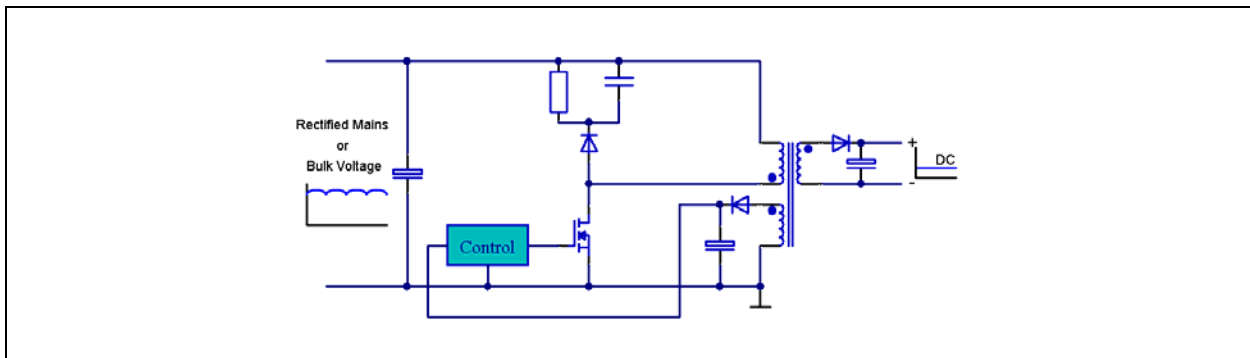 Rectified Mains
or
Bulk Voltage
Control
+
DC
-